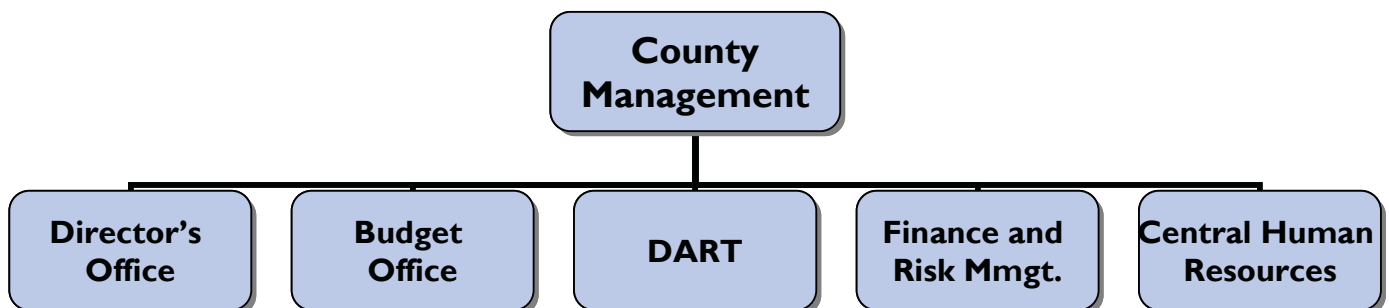 County
Management
Director's
Office
Budget
Office
DART
Finance and
Risk Mmgt.
Central Human
Resources